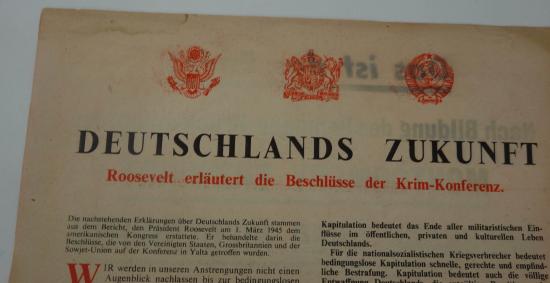 DEUTSCHLANDS ZUKUNFT
Roosevelt erläutert die Beschlüsse der Krim-Konferenz.
Die nachstehenden Erklärungen über Deutschlands Zukunft stammen
aus dem Bericht, den Präsident Roosevelt am 1. März 1945 dem
amerikanischen Kongress erstattete. Er behandelte darin die
Beschlüsse, die von den Vereinigten Staaten, Grossbritannien und der
Sowjet-Union auf der Konferenz in Yalta getroffen wurden.
WIR werden in unseren Anstrengungen nicht einen
Augenblick nachlassen bis zur bedingungslosen
Kapitulation bedeutet das Ende aller militaristischen Ein-
flüsse im öffentlichen, privaten und kulturellen Leben
Deutschlands.
Für die nationalsozialistischen Kriegsverbrecher bedeutet
bedingungslose Kapitulation schnelle, gerechte und empfind-
liche Bestrafung. Kapitulation bedeutet auch die völlige